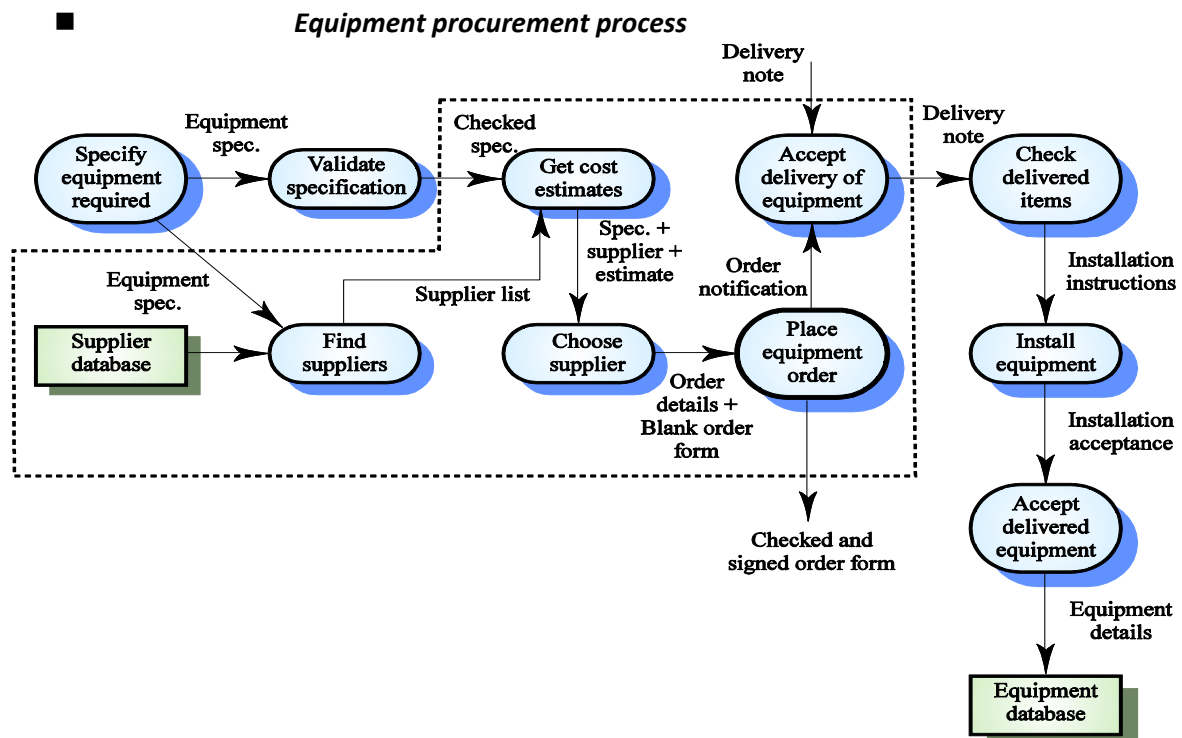 Equipment procurement process
Delivery
note
Equipment
spec.
Checked
spec.
Delivery
note
Specify
equipment
required
Validate
specification
Get cost
estimates
Accept
delivery of
equipment
Check
delivered
items
Spec. +
supplier +
estimate
Equipment
spec.
Supplier list
Order
notification
Installation
instructions
Supplier
database
Find
suppliers
Choose
supplier
Place
equipment
order
Install
equipment
Order
details +
Blank order
form
Installation
acceptance
Accept
delivered
equipment
Checked and
signed order form
Equipment
details
Equipment
database